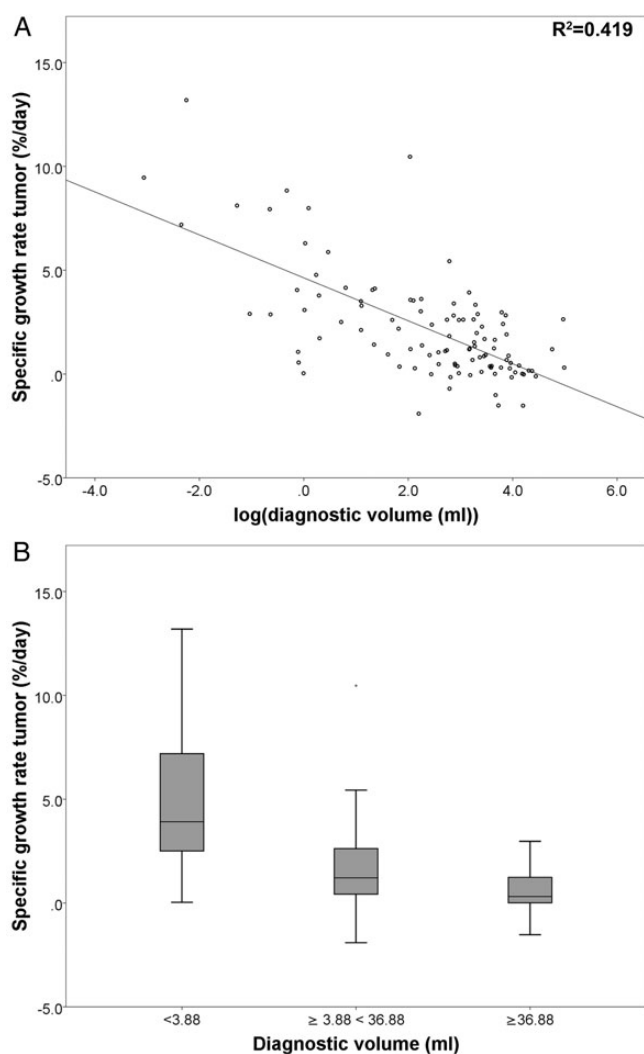 A
R²=0.419
Specific growth rate tumor (%/day)
15.0
10.0
5.0
.0
-5.0
-4.0 -2.0 .0 2.0 4.0 6.0
log(diagnostic volume (ml))
B
Specific growth rate tumor (%/day)
15.0
10.0
5.0
.0
-5.0
<3.88 ≥ 3.88 < 36.88 ≥36.88
Diagnostic volume (ml)